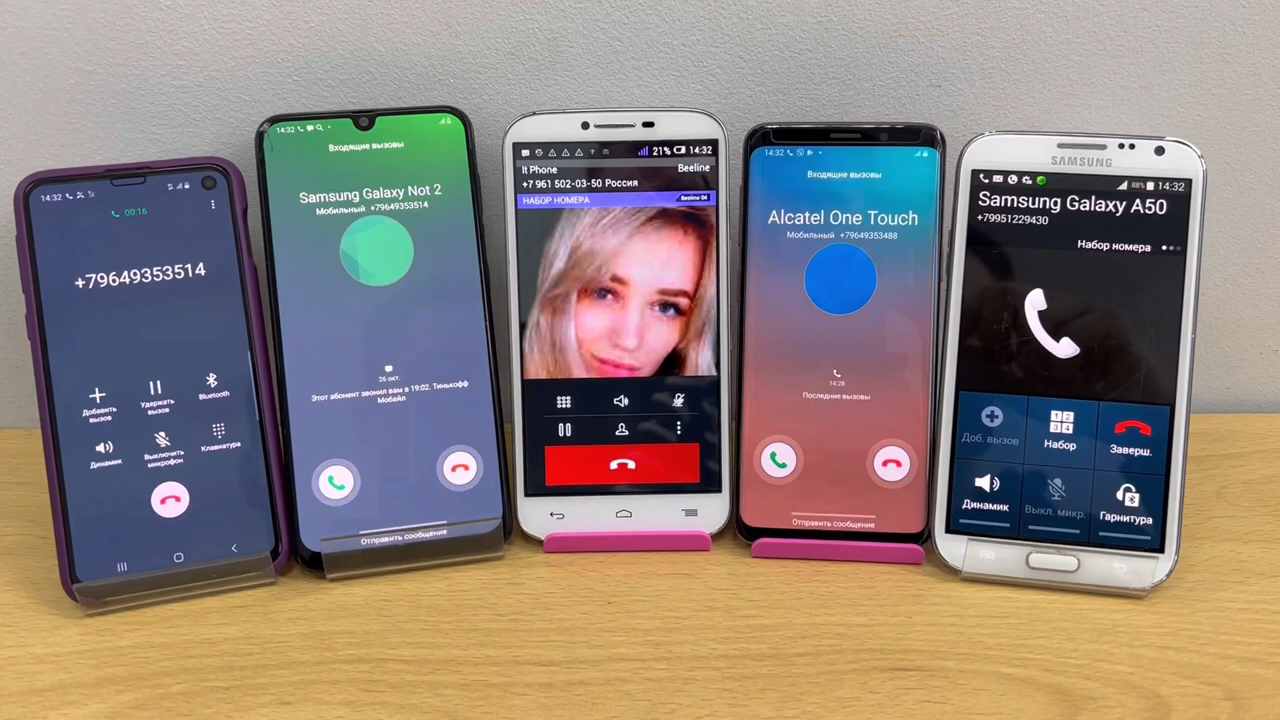 14:32
00:16
+79649353514
Добавить вызов
Удержать вызов
Bluetooth
Динамик
Выключить микрофон
Клавиатура
14:32
Входящие вызовы
Samsung Galaxy Not 2
Мобильный +79649353514
26 окт.
Этот абонент звонил вам в 19:02. Тинькофф
Мобайл
Отправить сообщение
21% 14:32
It Phone Beeline
+7 961 502-03-50 Россия
НАБОР НОМЕРА Beeline 04
14:32
Входящие вызовы
Alcatel One Touch
Мобильный +79649353488
14:28
Последние вызовы
Отправить сообщение
SAMSUNG
88% 14:32
Samsung Galaxy A50
+79951229430
Набор номера
Доб. вызов
Набор
Заверш.
Динамик
Выкл. микр.
Гарнитура